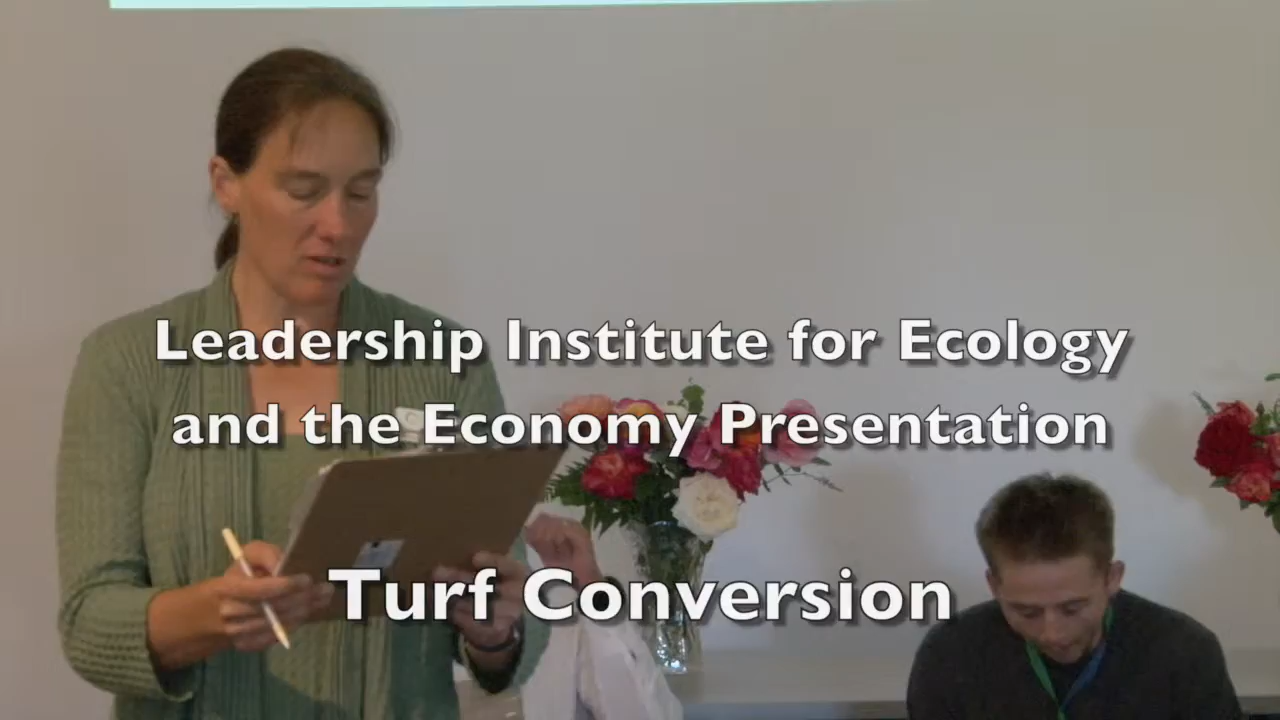 Leadership Institute for Ecology
and the Economy Presentation
Turf Conversion